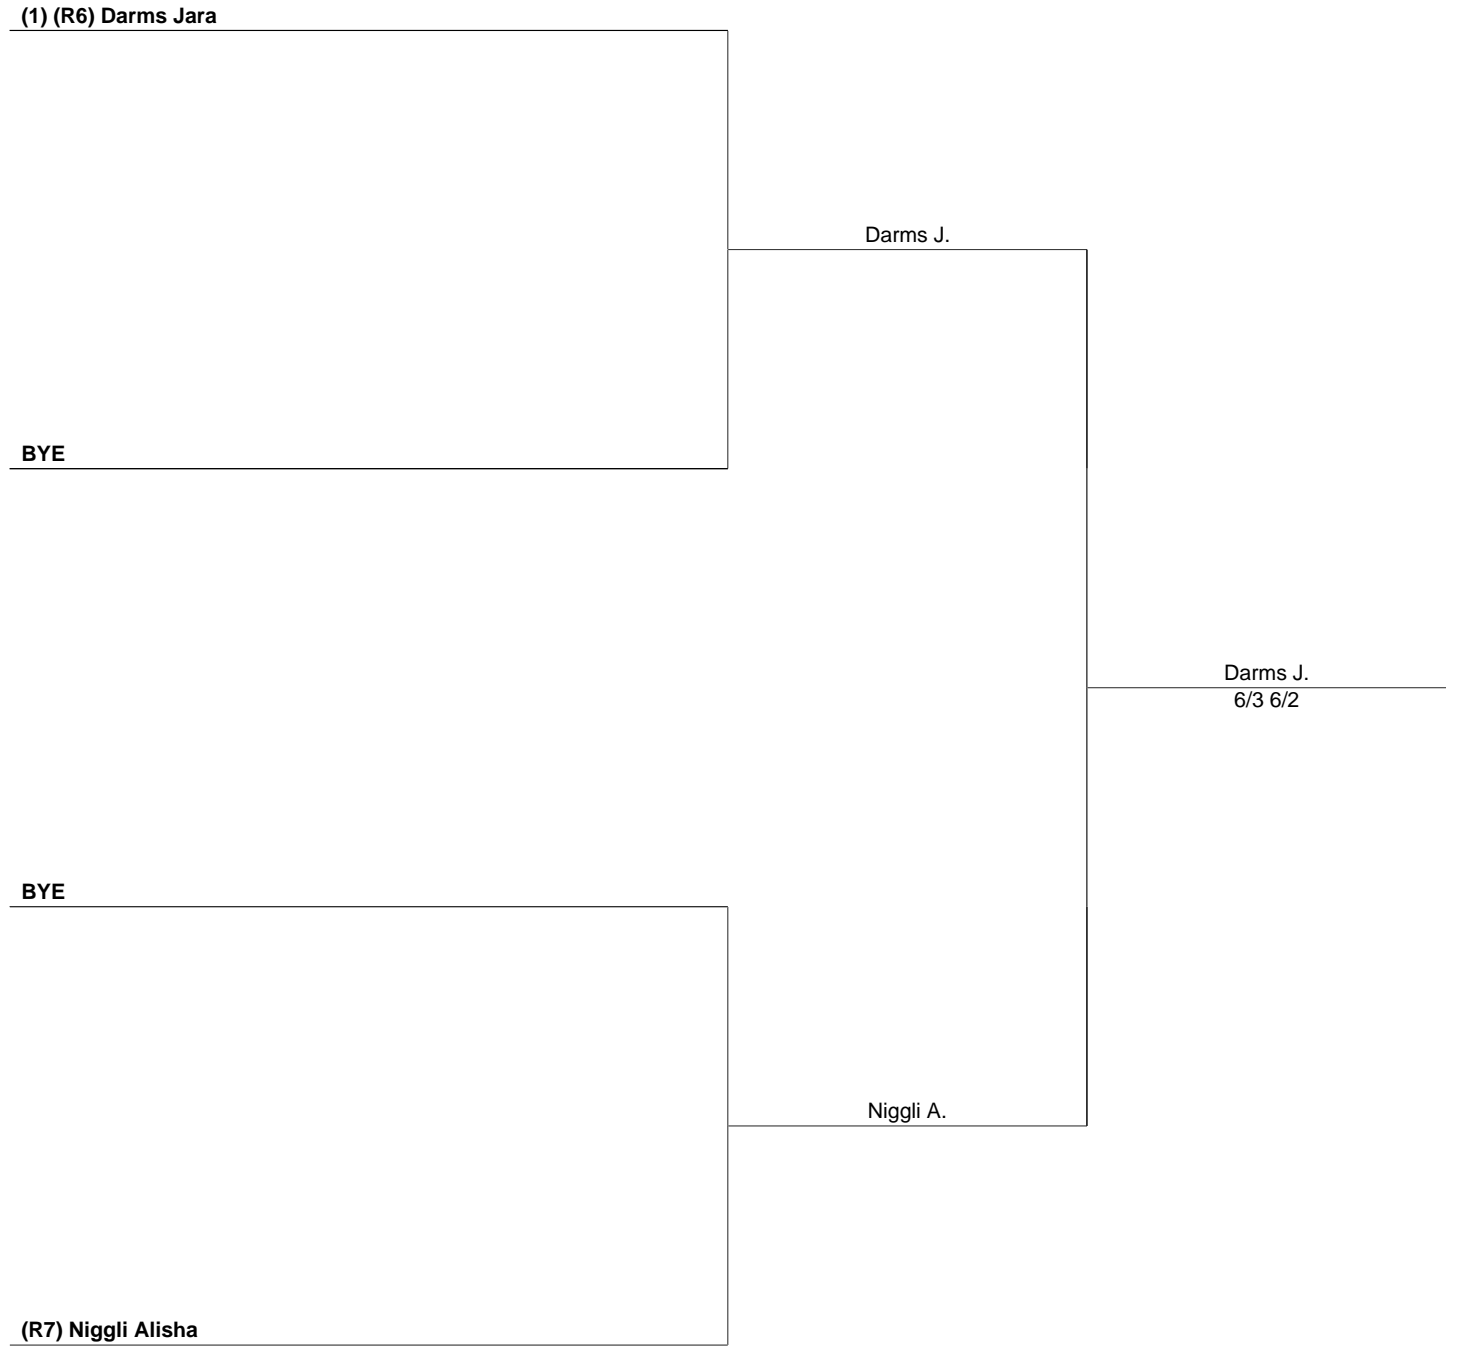 (1) (R6) Darms Jara
Darms J.
BYE
Darms J.
6/3 6/2
BYE
Niggli A.
(R7) Niggli Alisha